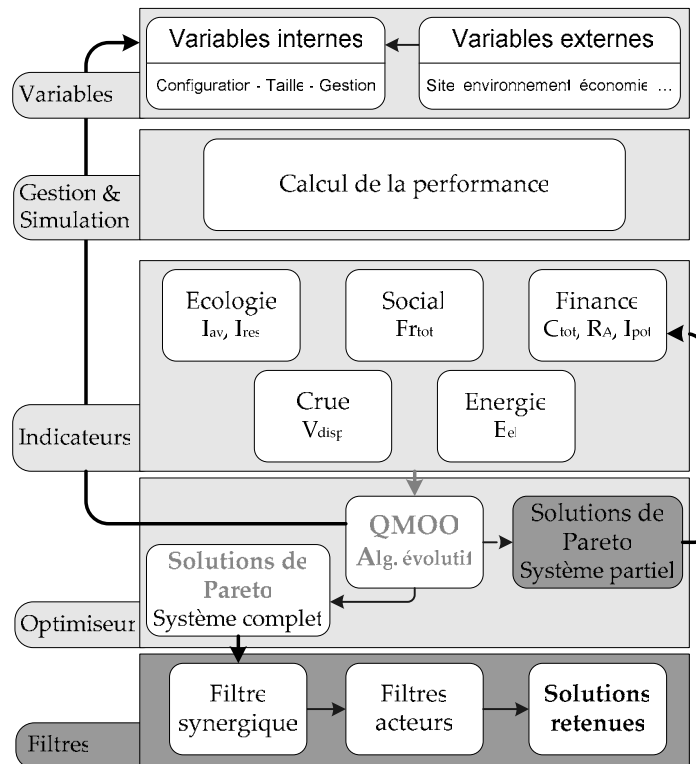 Variables internes
Variables externes
Configuration - Taille - Gestion
Site environnement économie ...
Variables
Calcul de la performance
Gestion &
Simulation
Ecologie
Iav, Ires
Social
Frtot
Finance
Ctot, RA, Ipot
Crue
Vdisp
Energie
Eel
Indicateurs
QMOO
Alg. évolutif
Solutions de
Pareto
Système partiel
Solutions de
Pareto
Système complet
Optimiseur
Filtre
synergique
Filtres
acteurs
Solutions
retenues
Filtres